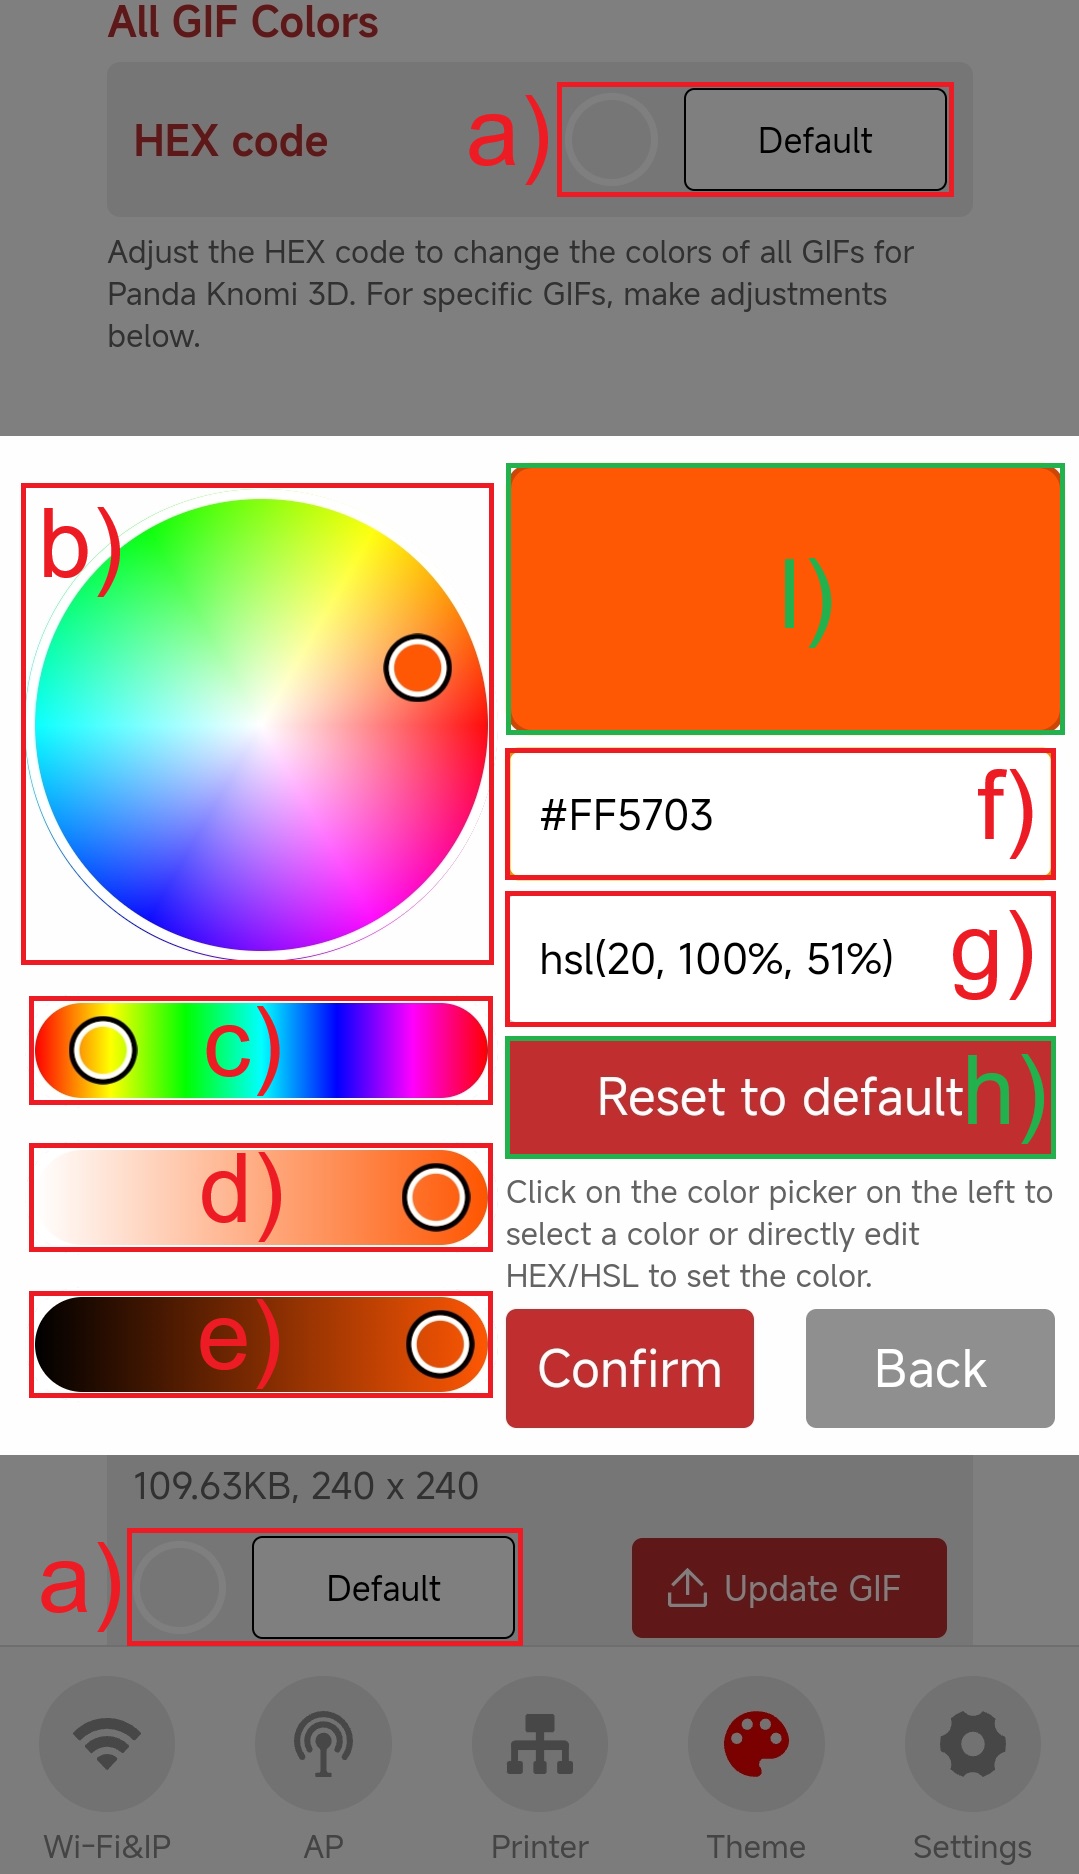 All GIF Colors
HEX code
a)
Default
Adjust the HEX code to change the colors of all GIFs for
Panda Knomi 3D. For specific GIFs, make adjustments
below.
b)
l)
#FF5703
f)
hsl(20, 100%, 51%)
g)
c)
Reset to default
h)
d)
Click on the color picker on the left to
select a color or directly edit
HEX/HSL to set the color.
e)
Confirm
Back
109.63KB, 240 x 240
a)
Default
Update GIF
Wi-Fi&IP
AP
Printer
Theme
Settings